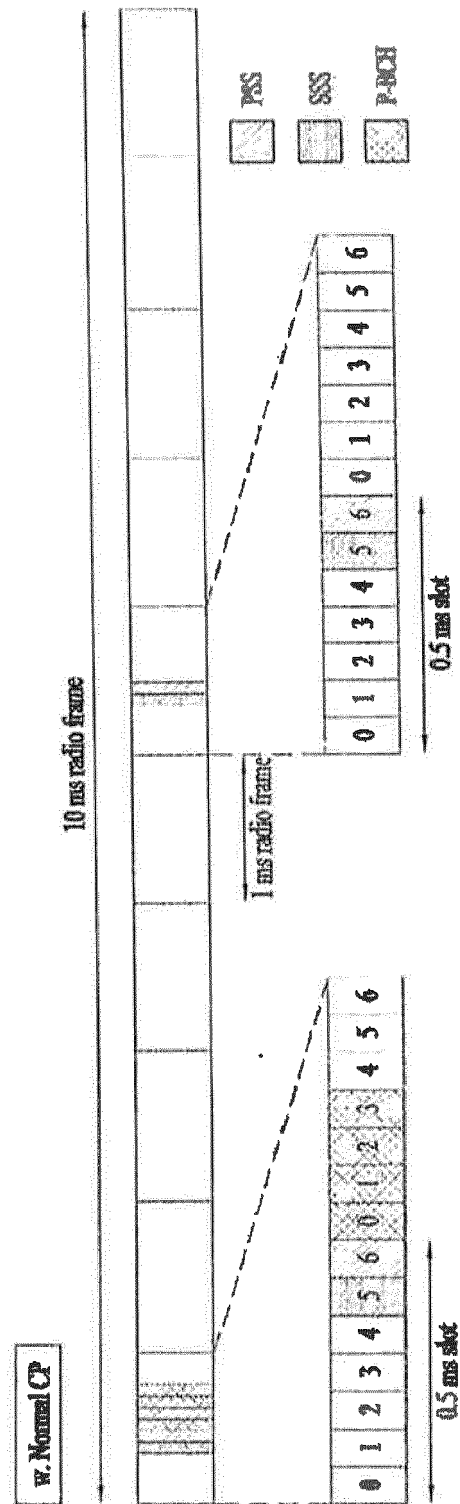 w. Normal CP
10 ms radio frame
1 ms radio frame
0 1 2 3 4 5 6 0 1 2 3 4 5 6
0.5 ms slot
0 1 2 3 4 5 6 0 1 2 3 4 5 6
0.5 ms slot
PSS
SSS
P-BCH